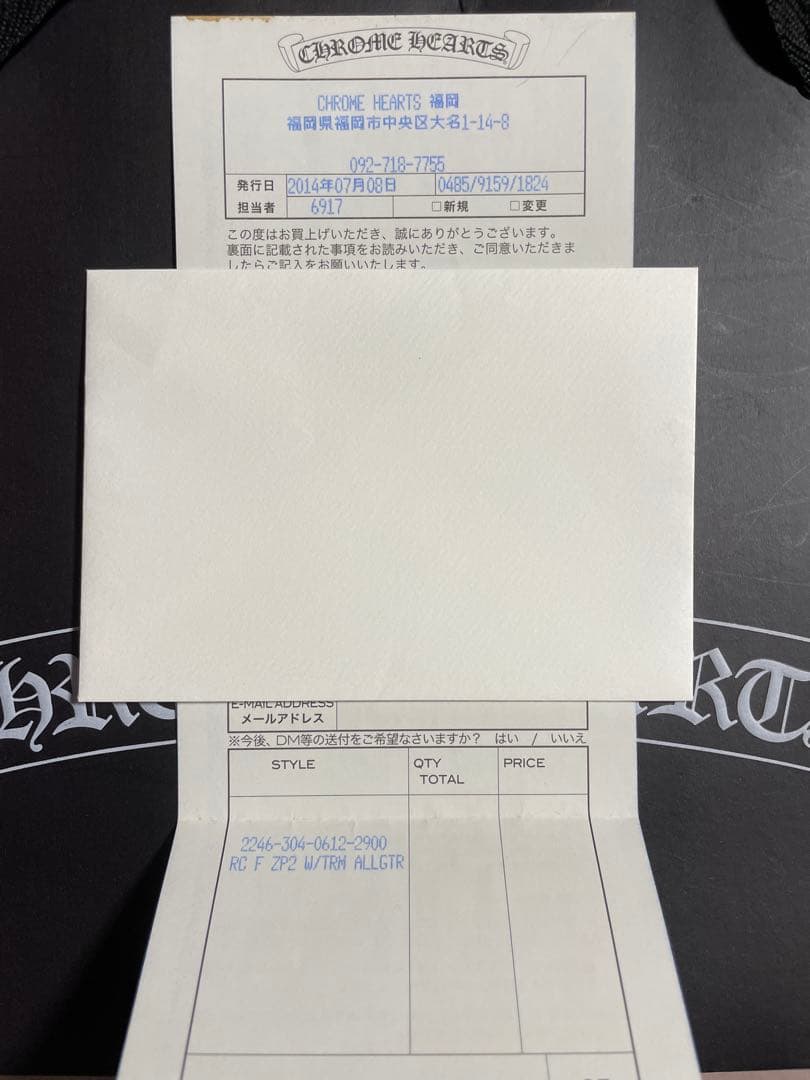 CHROME HEARTS
CHROME HEARTS 福岡
福岡県福岡市中央区大名1-14-8
092-718-7755
発行日 2014年07月08日 0485/9159/1824
担当者 6917 □新規 □変更
この度はお買上げいただき、誠にありがとうございます。
裏面に記載された事項をお読みいただき、ご同意いただきま
したらご記入をお願いいたします。
E-MAIL ADDRESS
メールアドレス
※今後、DM等の送付をご希望なさいますか? はい / いいえ
STYLE QTY PRICE
TOTAL
2246-304-0612-2900
RC F ZP2 W/TRM ALLGTR